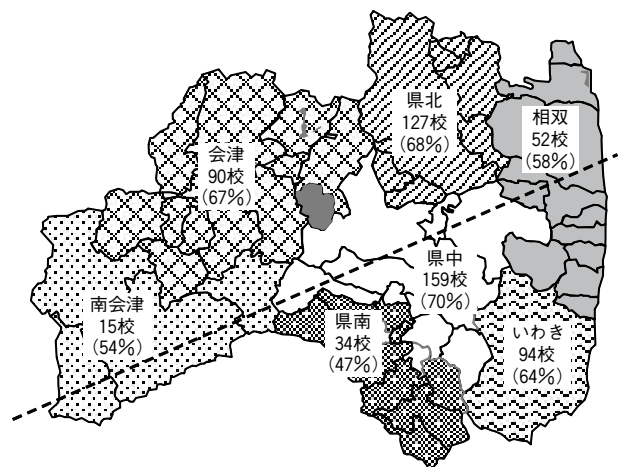 県北
127校
(68%)
相双
52校
(58%)
会津
90校
(67%)
県中
159校
(70%)
南会津
15校
(54%)
県南
34校
(47%)
いわき
94校
(64%)